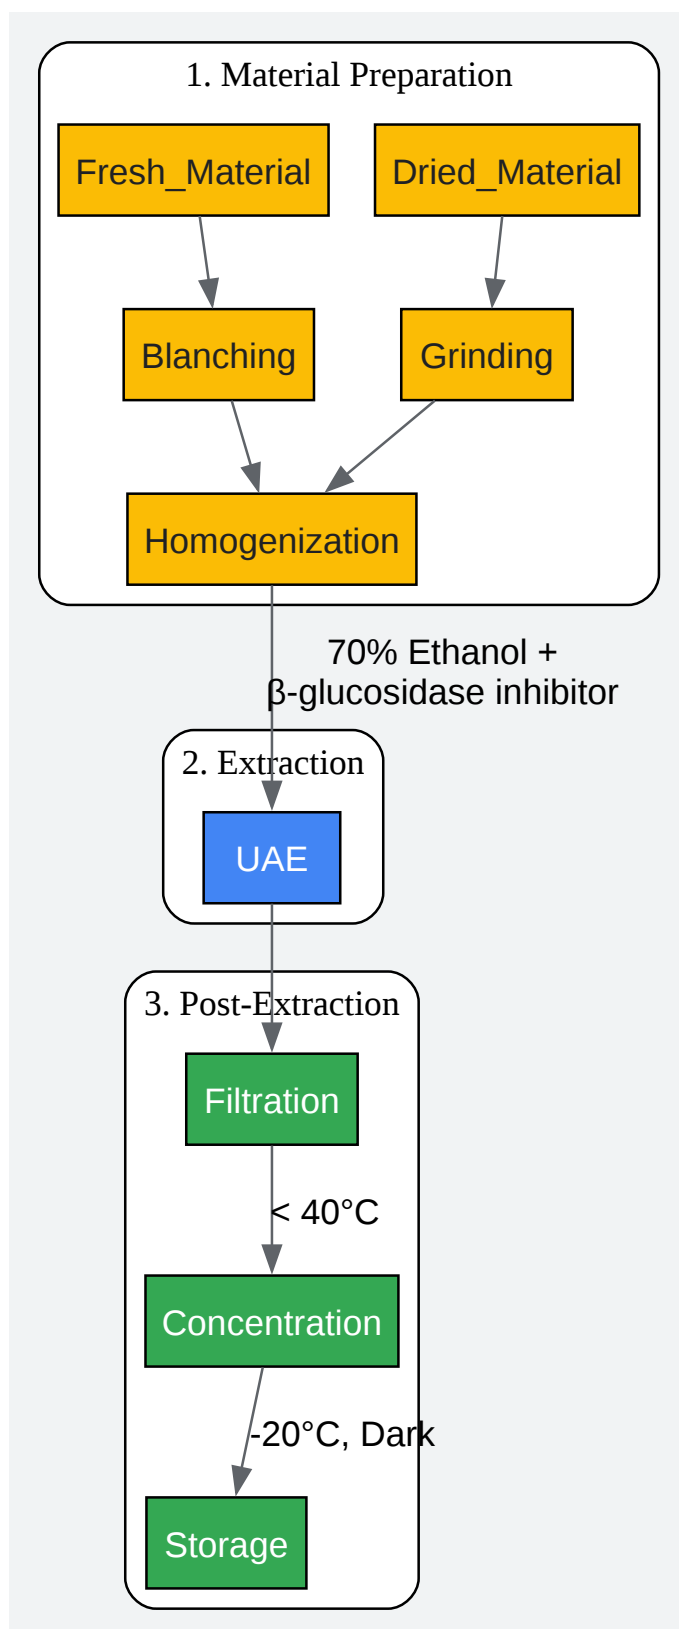 1. Material Preparation
Fresh_Material
Dried_Material
Blanching
Grinding
Homogenization
70% Ethanol +
β-glucosidase inhibitor
2. Extraction
UAE
3. Post-Extraction
Filtration
< 40°C
Concentration
-20°C, Dark
Storage